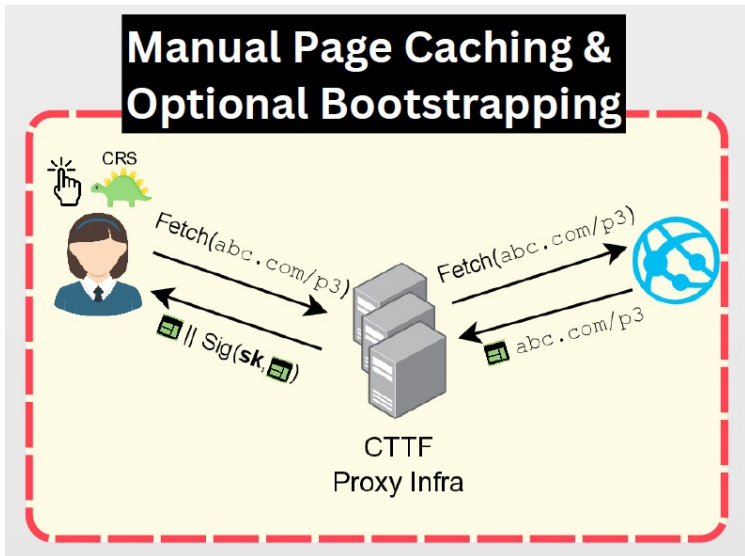 Manual Page Caching &
Optional Bootstrapping
CRS
Fetch(abc.com/p3)
Fetch(abc.com/p3)
|| Sig(sk, )
abc.com/p3
CTTF
Proxy Infra